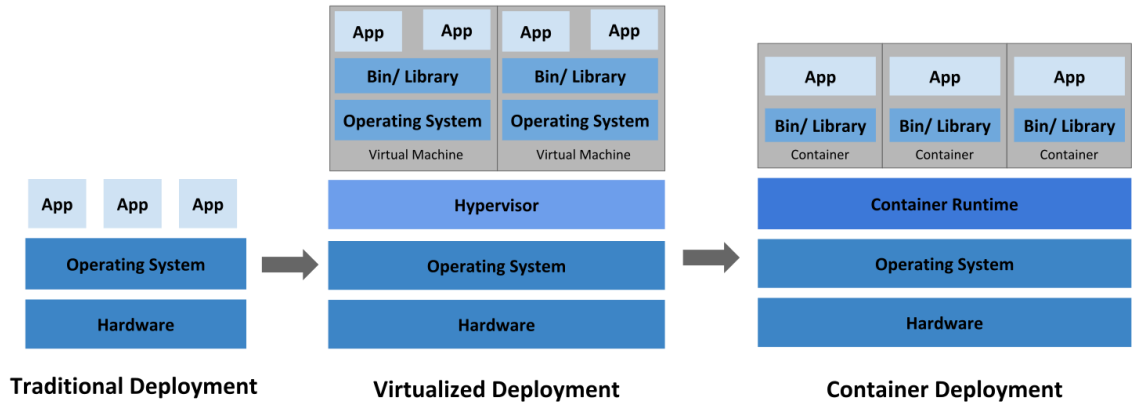 App
App
App
Operating System
Hardware
Traditional Deployment
App
App
App
App
Bin/ Library
Bin/ Library
Operating System
Operating System
Virtual Machine
Virtual Machine
Hypervisor
Operating System
Hardware
Virtualized Deployment
App
App
App
Bin/ Library
Bin/ Library
Bin/ Library
Container
Container
Container
Container Runtime
Operating System
Hardware
Container Deployment